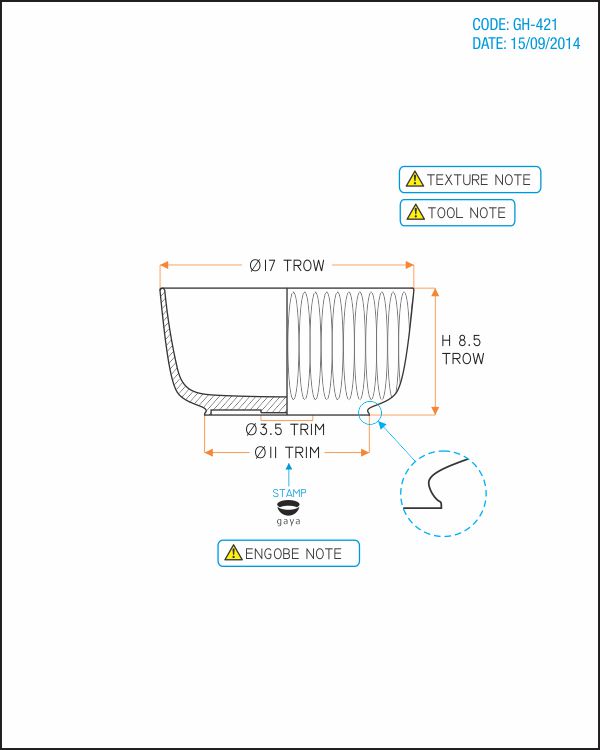 CODE: GH-421
DATE: 15/09/2014
TEXTURE NOTE
TOOL NOTE
Ø17 TROW
H 8.5
TROW
Ø3.5 TRIM
Ø11 TRIM
STAMP
gaya
ENGOBE NOTE